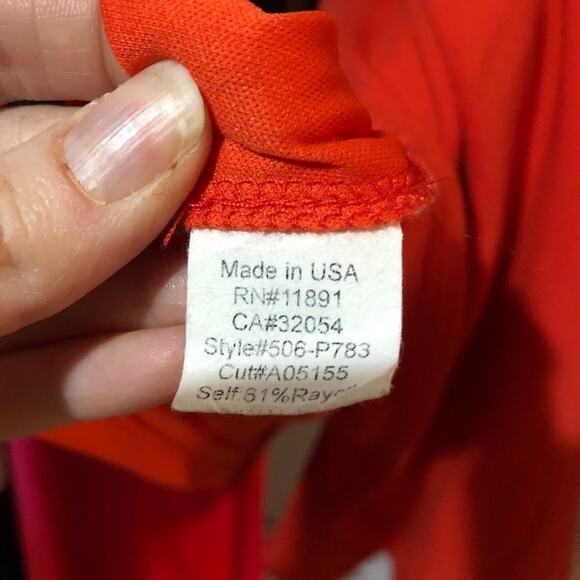 Made in USA
RN#11891
CA#32054
Style#506-P783
Cut#A05155
Self:61%